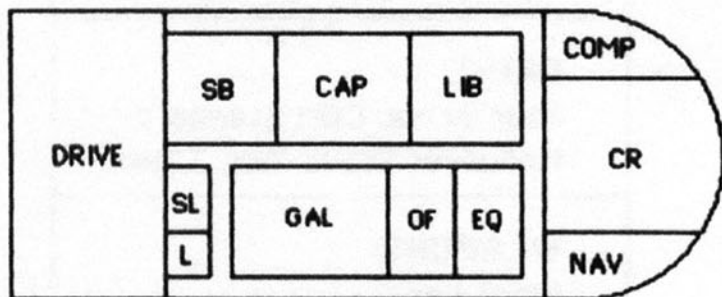 COMP
SB CAP LIB
DRIVE CR
SL GAL OF EQ
L NAV